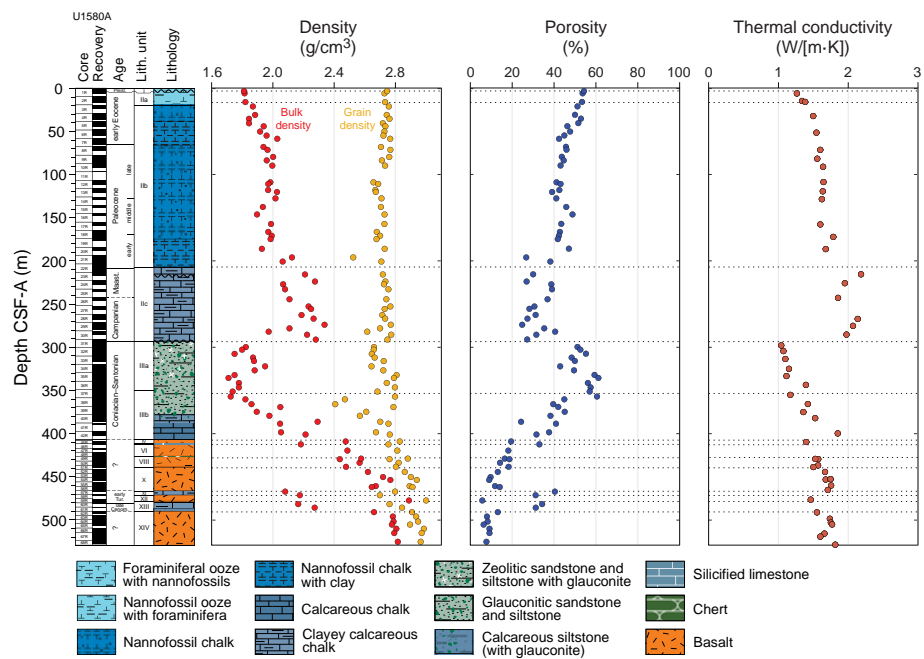 U1580A
Core
Recovery
Age
Lith. unit
Lithology
Density
(g/cm³)
1.6 2.0 2.4 2.8
Bulk
density
Grain
density
Porosity
(%)
0 20 40 60 80 100
Thermal conductivity
(W/[m·K])
0 1 2 3
Depth CSF-A (m)
0
50
100
150
200
250
300
350
400
450
500
early Eocene
Paleocene
late
middle
early
Maast.
Campanian
Coniacian–Santonian
?
early
Tur.
late
?
IIa
IIb
IIc
IIIa
IIIb
VI
VIII
X
XII
XIII
XIV
Foraminiferal ooze
with nannofossils
Nannofossil ooze
with foraminifera
Nannofossil chalk
Nannofossil chalk
with clay
Calcareous chalk
Clayey calcareous
chalk
Zeolitic sandstone and
siltstone with glauconite
Glauconitic sandstone
and siltstone
Calcareous siltstone
(with glauconite)
Silicified limestone
Chert
Basalt